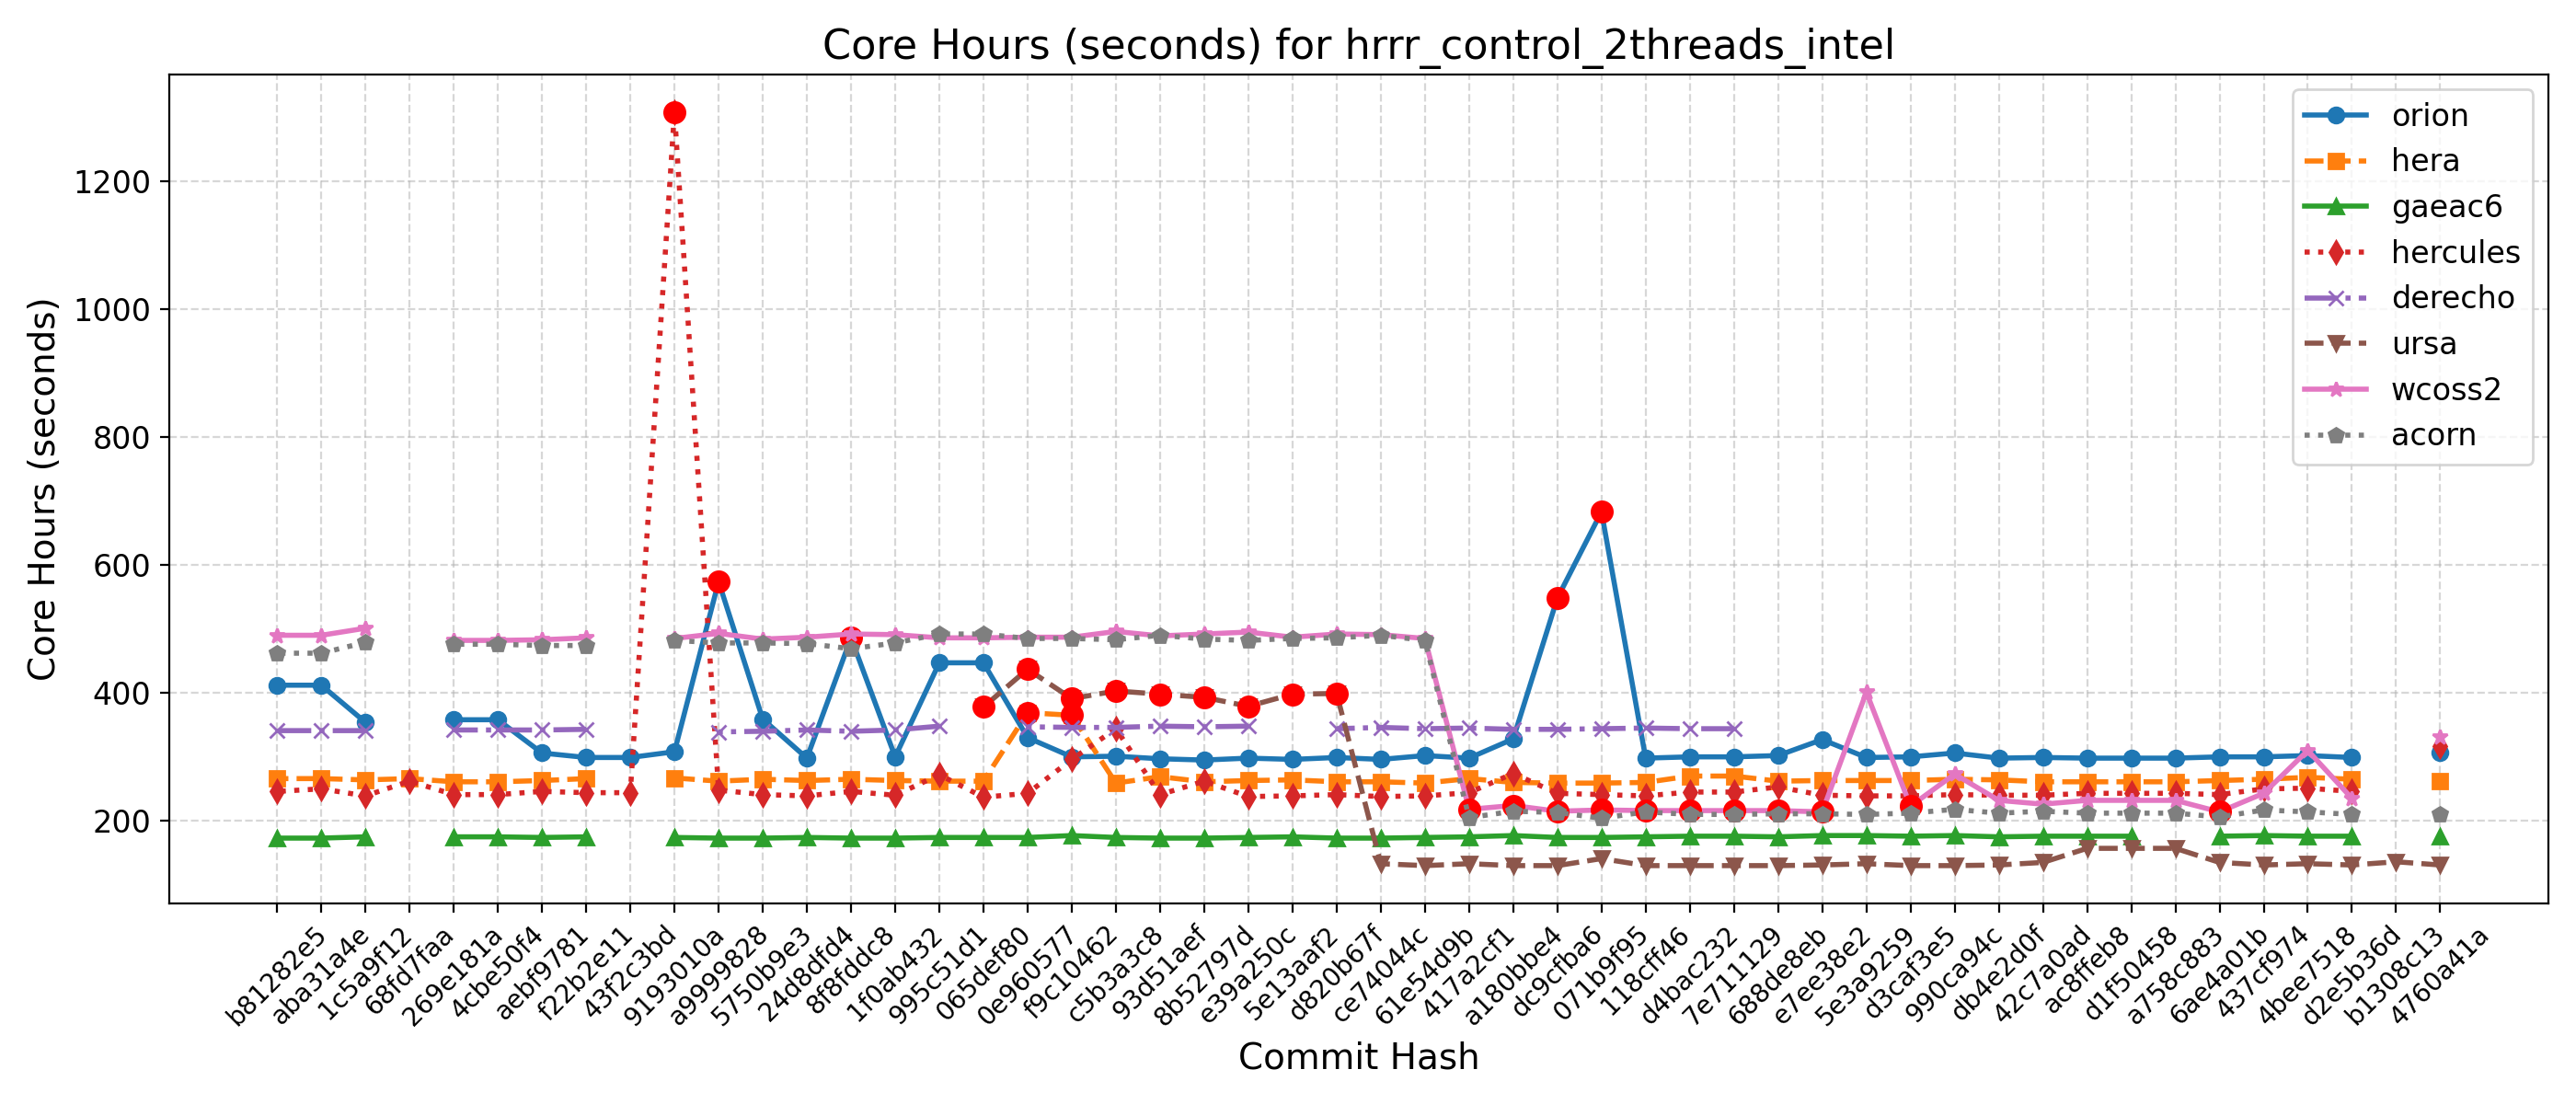 Core Hours (seconds) for hrrr_control_2threads_intel
Core Hours (seconds)
1200
1000
800
600
400
200
orion
hera
gaeac6
hercules
derecho
ursa
wcoss2
acorn
b81282e5
aba31a4e
1c5a9f12
68fd7faa
269e181a
4cbe50f4
aebf9781
f22b2e11
43f2c3bd
9193010a
a9999828
5750b9e3
24d8dfd4
8f8fddc8
1f0ab432
995c51d1
065def80
0e960577
f9c10462
c5b3a3c8
93d51aef
8b52797d
e39a250c
5e13aaf2
d820b67f
ce74044c
61e54d9b
417a2cf1
a180bbe4
dc9cfba6
071b9f95
118cff46
d4bac232
7e711129
688de8eb
e7ee38e2
5e3a9259
d3caf3e5
990ca94c
db4e2d0f
42c7a0ad
ac8ffeb8
d1f50458
a758c883
6ae4a01b
437cf974
4bee7518
d2e5b36d
b1308c13
4760a41a
Commit Hash